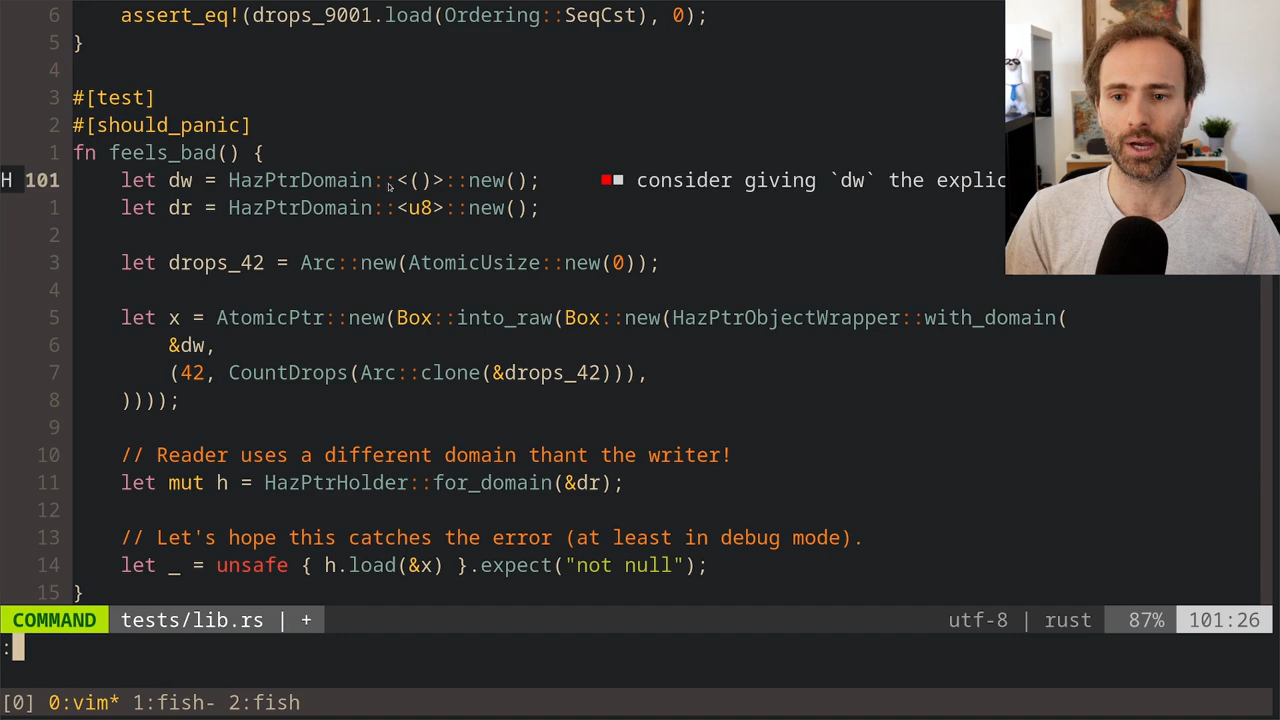 6     assert_eq!(drops_9001.load(Ordering::SeqCst), 0);
5 }
4
3 #[test]
2 #[should_panic]
1 fn feels_bad() {
H 101     let dw = HazPtrDomain::<()>::new();     consider giving `dw` the explic
1     let dr = HazPtrDomain::<u8>::new();
2
3     let drops_42 = Arc::new(AtomicUsize::new(0));
4
5     let x = AtomicPtr::new(Box::into_raw(Box::new(HazPtrObjectWrapper::with_domain(
6         &dw,
7         (42, CountDrops(Arc::clone(&drops_42))),
8     ))));
9
10     // Reader uses a different domain thant the writer!
11     let mut h = HazPtrHolder::for_domain(&dr);
12
13     // Let's hope this catches the error (at least in debug mode).
14     let _ = unsafe { h.load(&x) }.expect("not null");
15 }
COMMAND tests/lib.rs | + utf-8 | rust 87% 101:26
:
[0] 0:vim* 1:fish- 2:fish